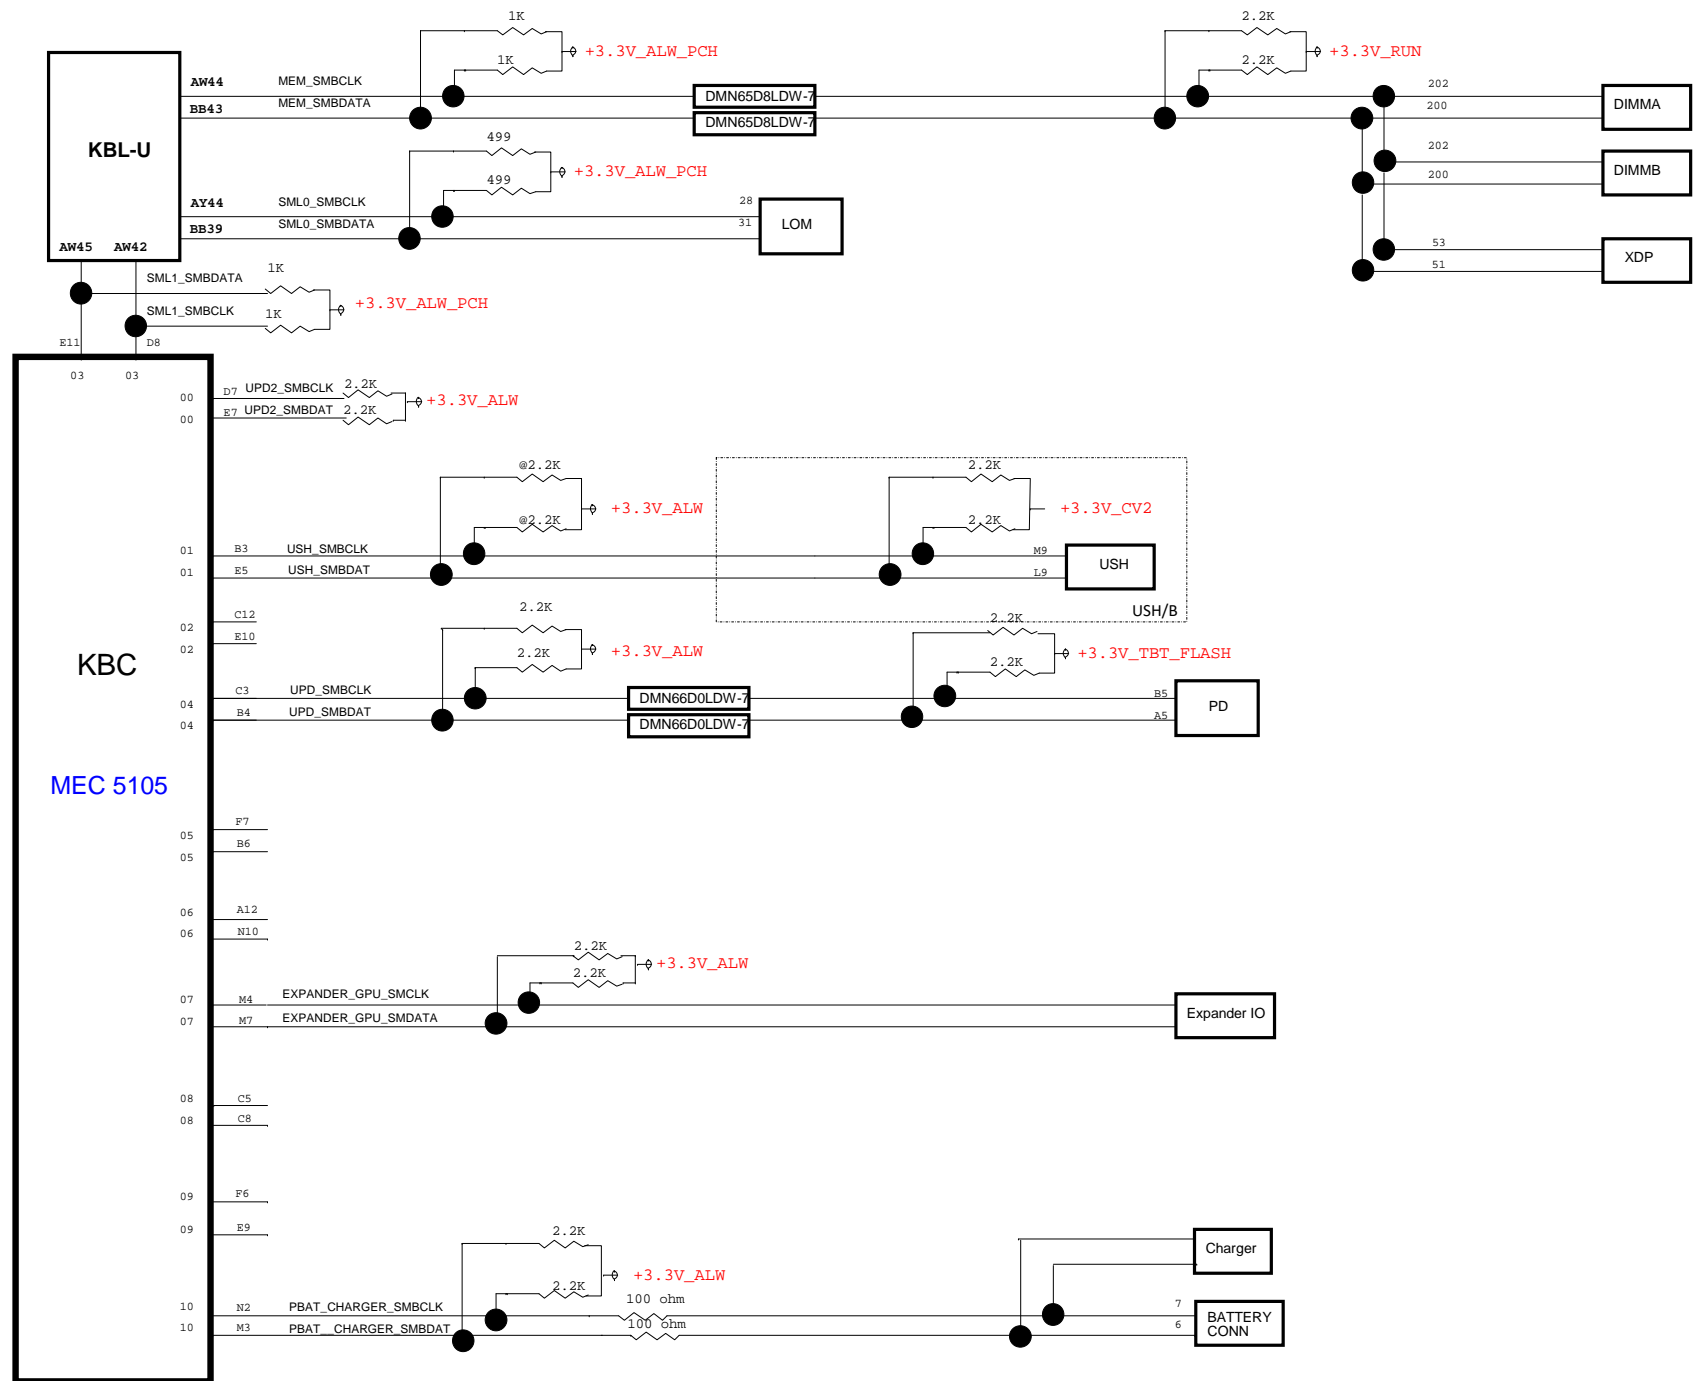 1K
+3.3V_ALW_PCH
1K
2.2K
+3.3V_RUN
2.2K
KBL-U
AW44
MEM_SMBCLK
BB43
MEM_SMBDATA
DMN65D8LDW-7
DMN65D8LDW-7
202
200
DIMMA
202
200
DIMMB
499
+3.3V_ALW_PCH
499
AY44
SML0_SMBCLK
BB39
SML0_SMBDATA
28
31
LOM
53
51
XDP
AW45
AW42
SML1_SMBDATA
1K
+3.3V_ALW_PCH
SML1_SMBCLK
1K
E11
D8
03
03
00
D7
UPD2_SMBCLK
2.2K
+3.3V_ALW
00
E7
UPD2_SMBDAT
2.2K
@2.2K
+3.3V_ALW
@2.2K
2.2K
+3.3V_CV2
2.2K
01
B3
USH_SMBCLK
M9
01
E5
USH_SMBDAT
L9
USH
USH/B
02
C12
02
E10
KBC
2.2K
+3.3V_ALW
2.2K
2.2K
+3.3V_TBT_FLASH
2.2K
04
C3
UPD_SMBCLK
DMN66D0LDW-7
B5
04
B4
UPD_SMBDAT
DMN66D0LDW-7
A5
PD
MEC 5105
05
F7
05
B6
06
A12
06
N10
2.2K
+3.3V_ALW
2.2K
07
M4
EXPANDER_GPU_SMCLK
07
M7
EXPANDER_GPU_SMDATA
Expander IO
08
C5
08
C8
09
F6
09
E9
2.2K
+3.3V_ALW
2.2K
Charger
10
N2
PBAT_CHARGER_SMBCLK
100 ohm
7
10
M3
PBAT__CHARGER_SMBDAT
100 ohm
6
BATTERY
CONN